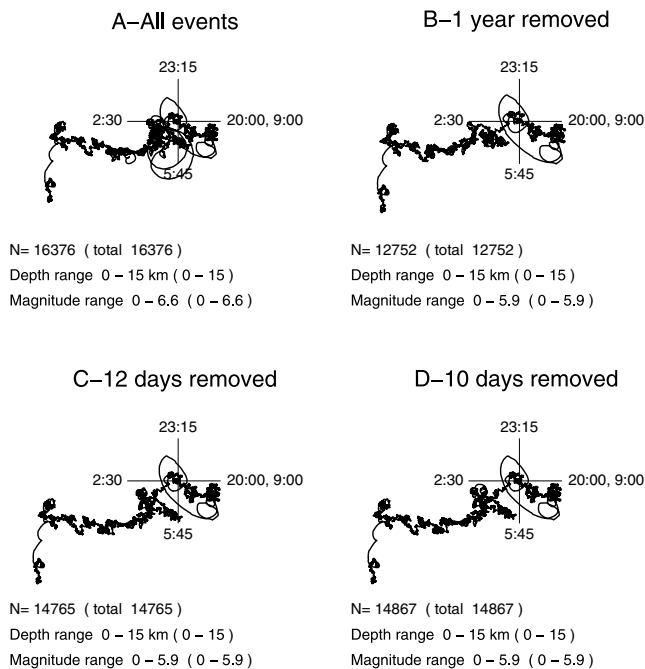 A–All events
23:15
2:30
20:00, 9:00
5:45
N= 16376 ( total 16376 )
Depth range 0 – 15 km ( 0 – 15 )
Magnitude range 0 – 6.6 ( 0 – 6.6 )
B–1 year removed
23:15
2:30
20:00, 9:00
5:45
N= 12752 ( total 12752 )
Depth range 0 – 15 km ( 0 – 15 )
Magnitude range 0 – 5.9 ( 0 – 5.9 )
C–12 days removed
23:15
2:30
20:00, 9:00
5:45
N= 14765 ( total 14765 )
Depth range 0 – 15 km ( 0 – 15 )
Magnitude range 0 – 5.9 ( 0 – 5.9 )
D–10 days removed
23:15
2:30
20:00, 9:00
5:45
N= 14867 ( total 14867 )
Depth range 0 – 15 km ( 0 – 15 )
Magnitude range 0 – 5.9 ( 0 – 5.9 )